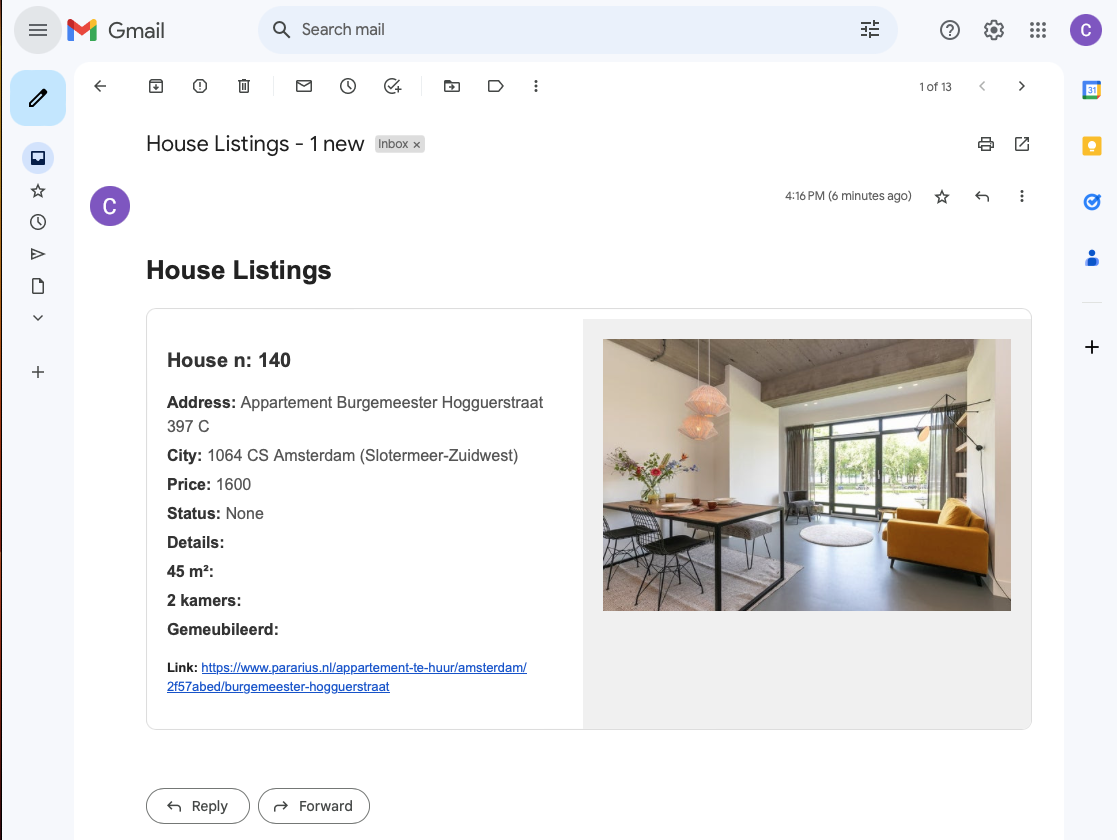 Gmail
Search mail
C
1 of 13
House Listings - 1 new
Inbox ×
C
4:16 PM (6 minutes ago)
31
House Listings
House n: 140
Address: Appartement Burgemeester Hogguerstraat
397 C
City: 1064 CS Amsterdam (Slotermeer-Zuidwest)
Price: 1600
Status: None
Details:
45 m²:
2 kamers:
Gemeubileerd:
Link: https://www.pararius.nl/appartement-te-huur/amsterdam/
2f57abed/burgemeester-hogguerstraat
Reply
Forward